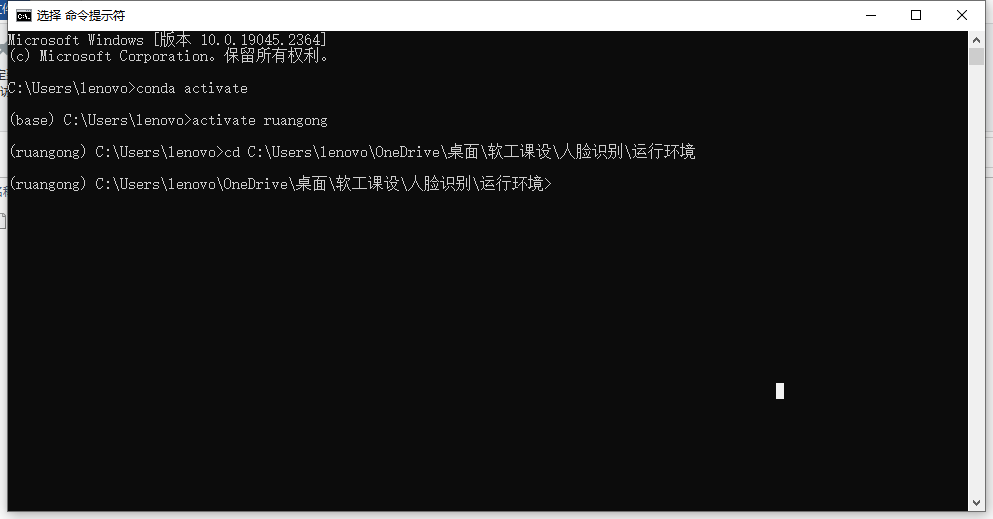 选择 命令提示符
Microsoft Windows [版本 10.0.19045.2364]
(c) Microsoft Corporation。保留所有权利。
C:\Users\lenovo>conda activate
(base) C:\Users\lenovo>activate ruangong
(ruangong) C:\Users\lenovo>cd C:\Users\lenovo\OneDrive\桌面\软工课设\人脸识别\运行环境
(ruangong) C:\Users\lenovo\OneDrive\桌面\软工课设\人脸识别\运行环境>